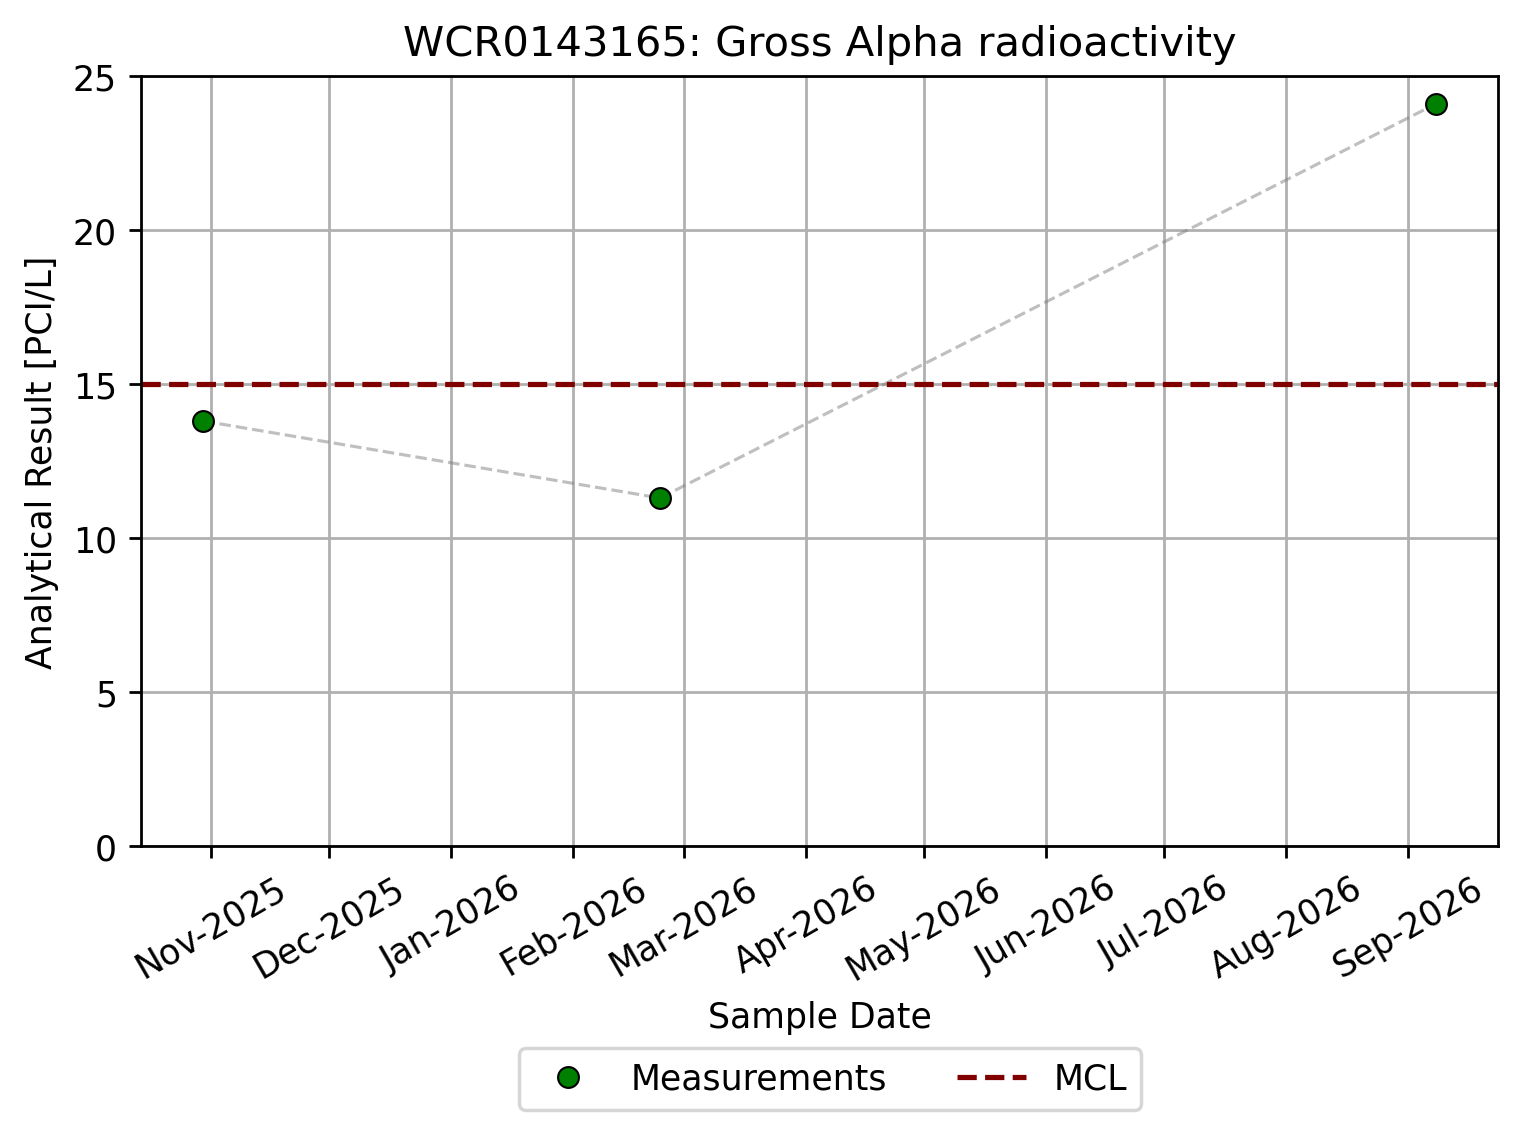 WCR0143165: Gross Alpha radioactivity
Analytical Result [PCI/L]
25
20
15
10
5
0
Nov-2025
Dec-2025
Jan-2026
Feb-2026
Mar-2026
Apr-2026
May-2026
Jun-2026
Jul-2026
Aug-2026
Sep-2026
Sample Date
Measurements
MCL